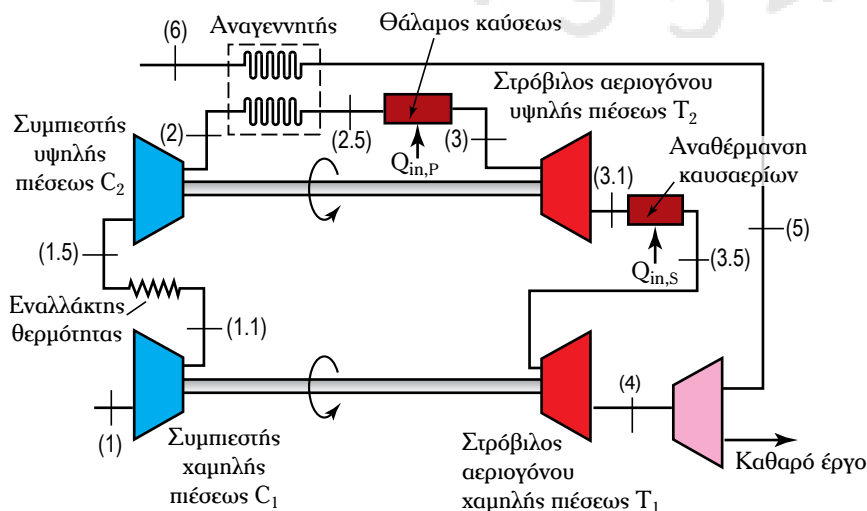 (6)
Αναγεννητής
Θάλαμος καύσεως
Στρόβιλος αεριογόνου
υψηλής πιέσεως T2
Συμπιεστής
υψηλής
πιέσεως C2
(2)
(2.5)
(3)
Qin,P
Αναθέρμανση
καυσαερίων
(3.1)
(5)
(1.5)
(3.5)
Qin,S
Εναλλάκτης
θερμότητας
(1.1)
(4)
(1)
Συμπιεστής
χαμηλής
πιέσεως C1
Στρόβιλος
αεριογόνου
χαμηλής πιέσεως T1
Καθαρό έργο